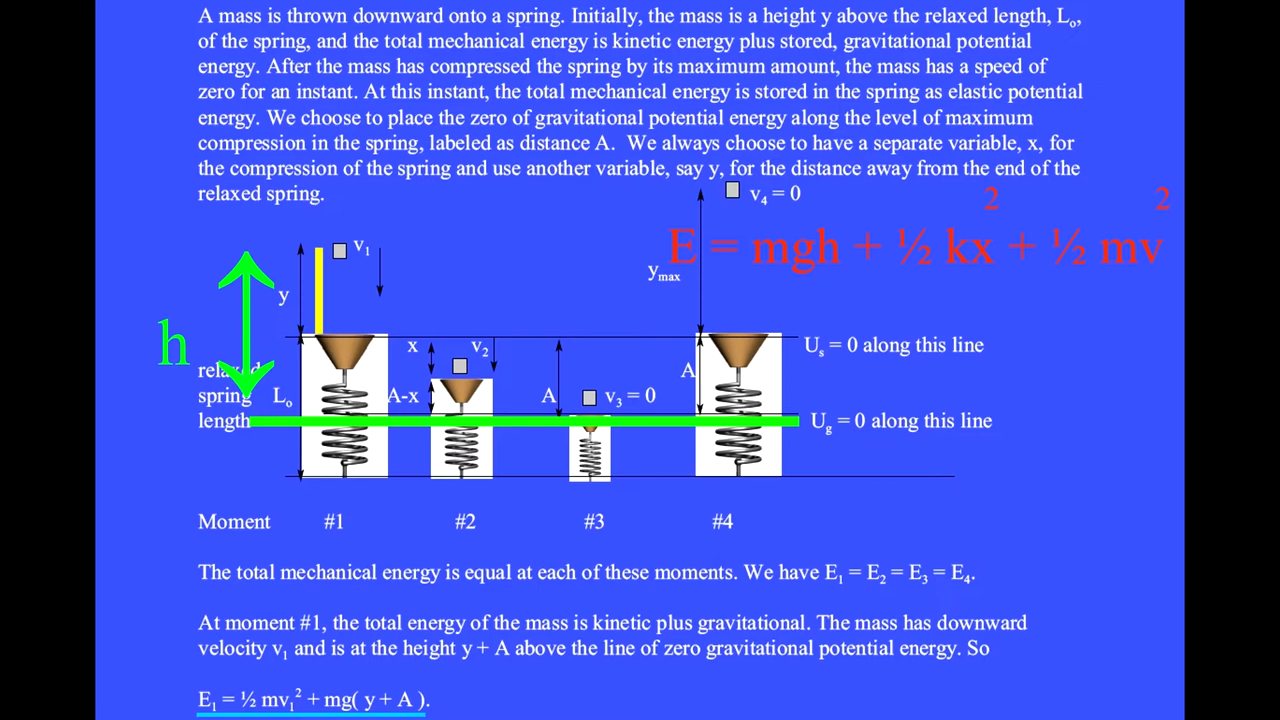 A mass is thrown downward onto a spring. Initially, the mass is a height y above the relaxed length, Lₒ,
of the spring, and the total mechanical energy is kinetic energy plus stored, gravitational potential
energy. After the mass has compressed the spring by its maximum amount, the mass has a speed of
zero for an instant. At this instant, the total mechanical energy is stored in the spring as elastic potential
energy. We choose to place the zero of gravitational potential energy along the level of maximum
compression in the spring, labeled as distance A.  We always choose to have a separate variable, x, for
the compression of the spring and use another variable, say y, for the distance away from the end of the
relaxed spring.
v₄ = 0
E = mgh + ½ kx² + ½ mv²
v₁
yₘₐₓ
y
h
x
v₂
Uₛ = 0 along this line
relaxed
spring
length
Lₒ
A-x
A
v₃ = 0
A
U_g = 0 along this line
Moment #1 #2 #3 #4
The total mechanical energy is equal at each of these moments. We have E₁ = E₂ = E₃ = E₄.
At moment #1, the total energy of the mass is kinetic plus gravitational. The mass has downward
velocity v₁ and is at the height y + A above the line of zero gravitational potential energy. So
E₁ = ½ mv₁² + mg( y + A ).